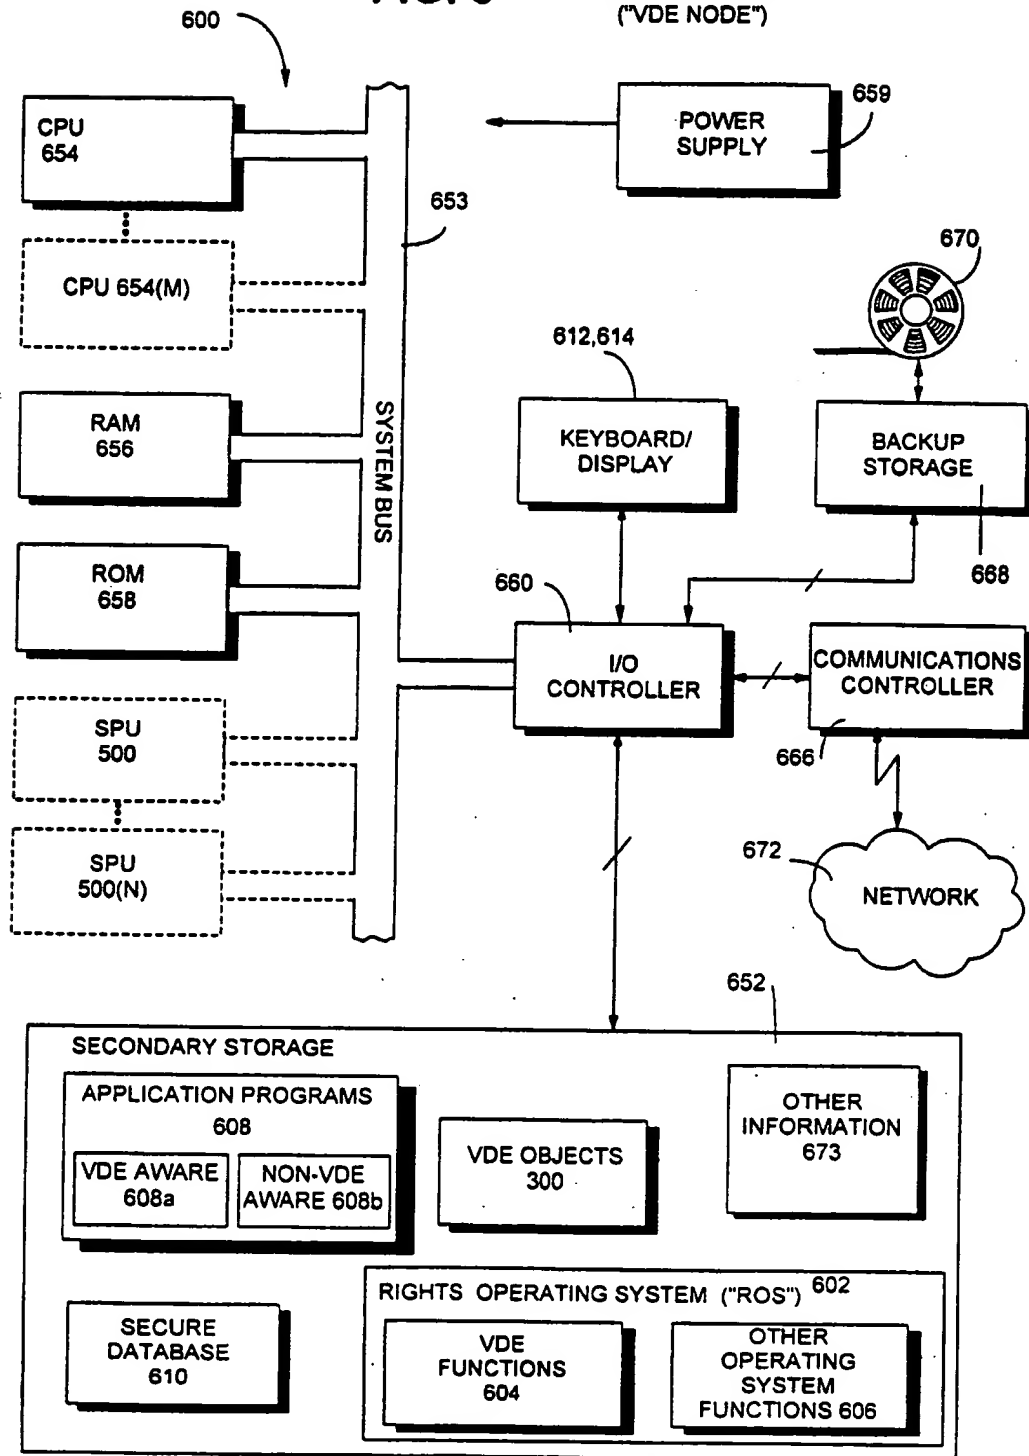 ("VDE NODE")
600
CPU
654
POWER
SUPPLY
659
653
CPU 654(M)
670
612,614
RAM
656
SYSTEM BUS
KEYBOARD/
DISPLAY
BACKUP
STORAGE
668
ROM
658
660
I/O
CONTROLLER
COMMUNICATIONS
CONTROLLER
666
SPU
500
SPU
500(N)
672
NETWORK
652
SECONDARY STORAGE
APPLICATION PROGRAMS
608
VDE AWARE
608a
NON-VDE
AWARE 608b
VDE OBJECTS
300
OTHER
INFORMATION
673
SECURE
DATABASE
610
RIGHTS OPERATING SYSTEM ("ROS") 602
VDE
FUNCTIONS
604
OTHER
OPERATING
SYSTEM
FUNCTIONS 606